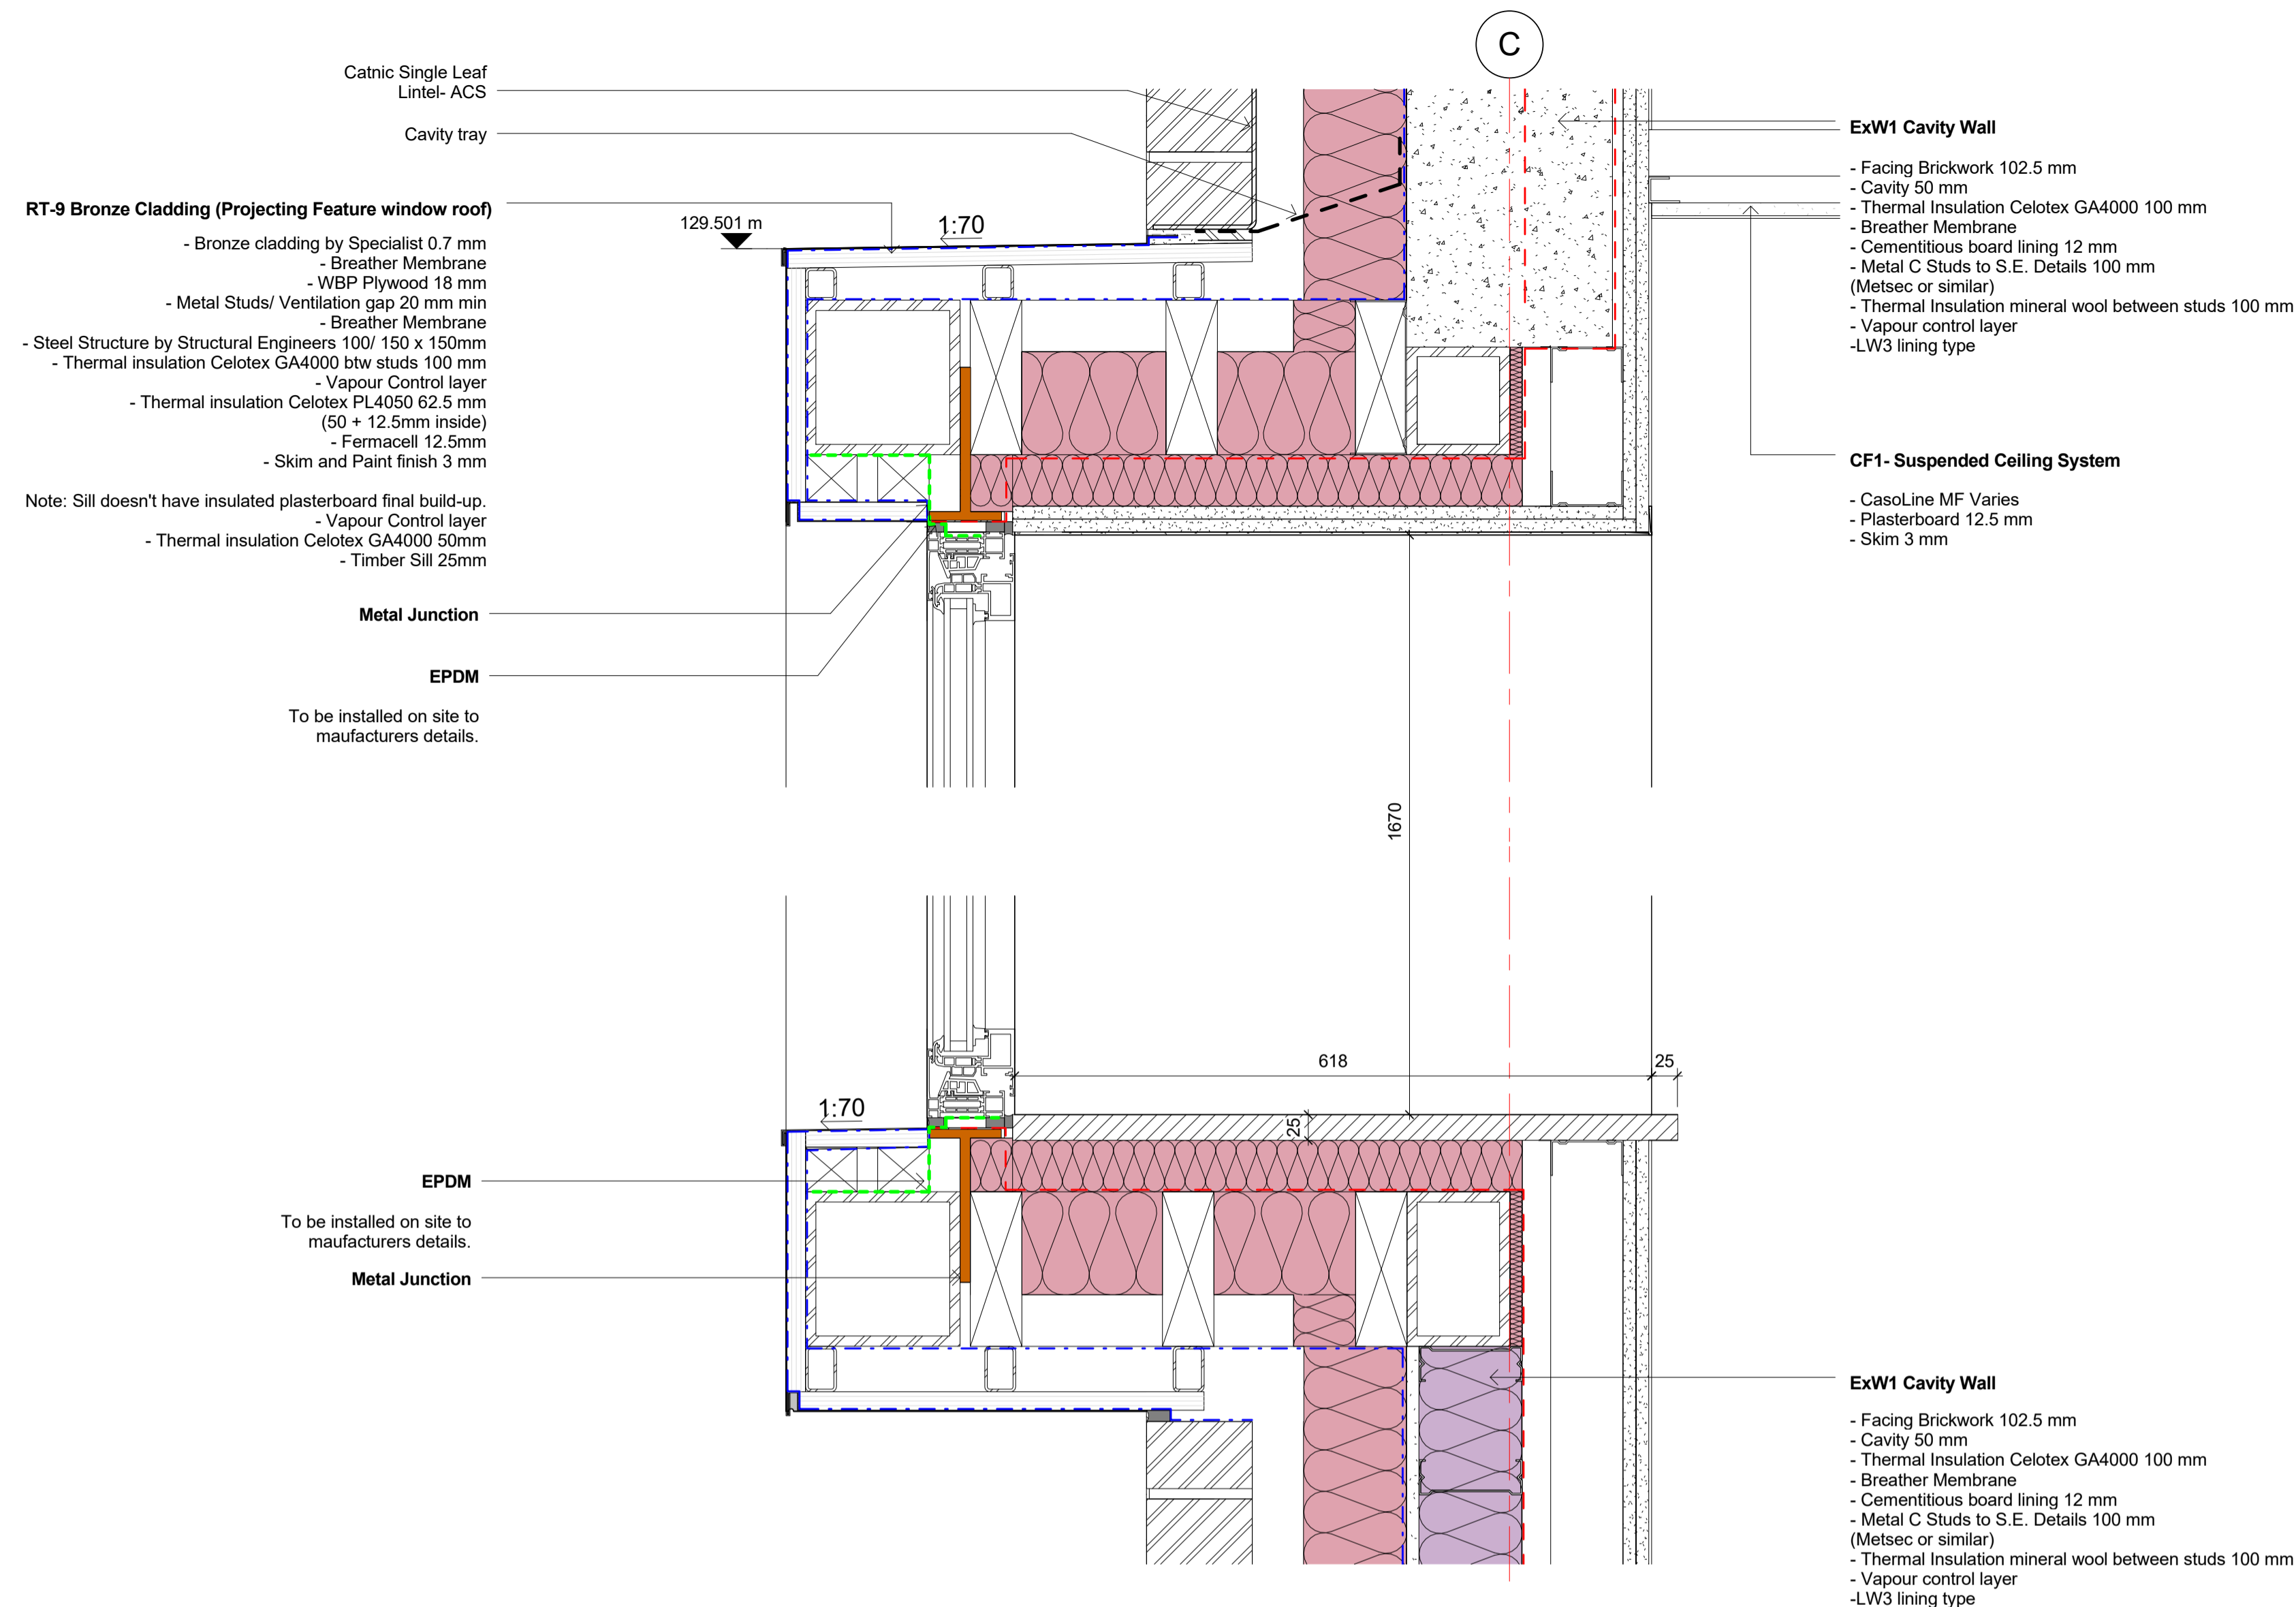 C
Catnic Single Leaf
Lintel- ACS
Cavity tray
RT-9 Bronze Cladding (Projecting Feature window roof)
- Bronze cladding by Specialist 0.7 mm
- Breather Membrane
- WBP Plywood 18 mm
- Metal Studs/ Ventilation gap 20 mm min
- Breather Membrane
- Steel Structure by Structural Engineers 100/ 150 x 150mm
- Thermal insulation Celotex GA4000 btw studs 100 mm
- Vapour Control layer
- Thermal insulation Celotex PL4050 62.5 mm
(50 + 12.5mm inside)
- Fermacell 12.5mm
- Skim and Paint finish 3 mm
Note: Sill doesn't have insulated plasterboard final build-up.
- Vapour Control layer
- Thermal insulation Celotex GA4000 50mm
- Timber Sill 25mm
Metal Junction
EPDM
To be installed on site to
maufacturers details.
129.501 m
1:70
ExW1 Cavity Wall
- Facing Brickwork 102.5 mm
- Cavity 50 mm
- Thermal Insulation Celotex GA4000 100 mm
- Breather Membrane
- Cementitious board lining 12 mm
- Metal C Studs to S.E. Details 100 mm
(Metsec or similar)
- Thermal Insulation mineral wool between studs 100 mm
- Vapour control layer
-LW3 lining type
CF1- Suspended Ceiling System
- CasoLine MF Varies
- Plasterboard 12.5 mm
- Skim 3 mm
1670
618
25
25
1:70
EPDM
To be installed on site to
maufacturers details.
Metal Junction
ExW1 Cavity Wall
- Facing Brickwork 102.5 mm
- Cavity 50 mm
- Thermal Insulation Celotex GA4000 100 mm
- Breather Membrane
- Cementitious board lining 12 mm
- Metal C Studs to S.E. Details 100 mm
(Metsec or similar)
- Thermal Insulation mineral wool between studs 100 mm
- Vapour control layer
-LW3 lining type